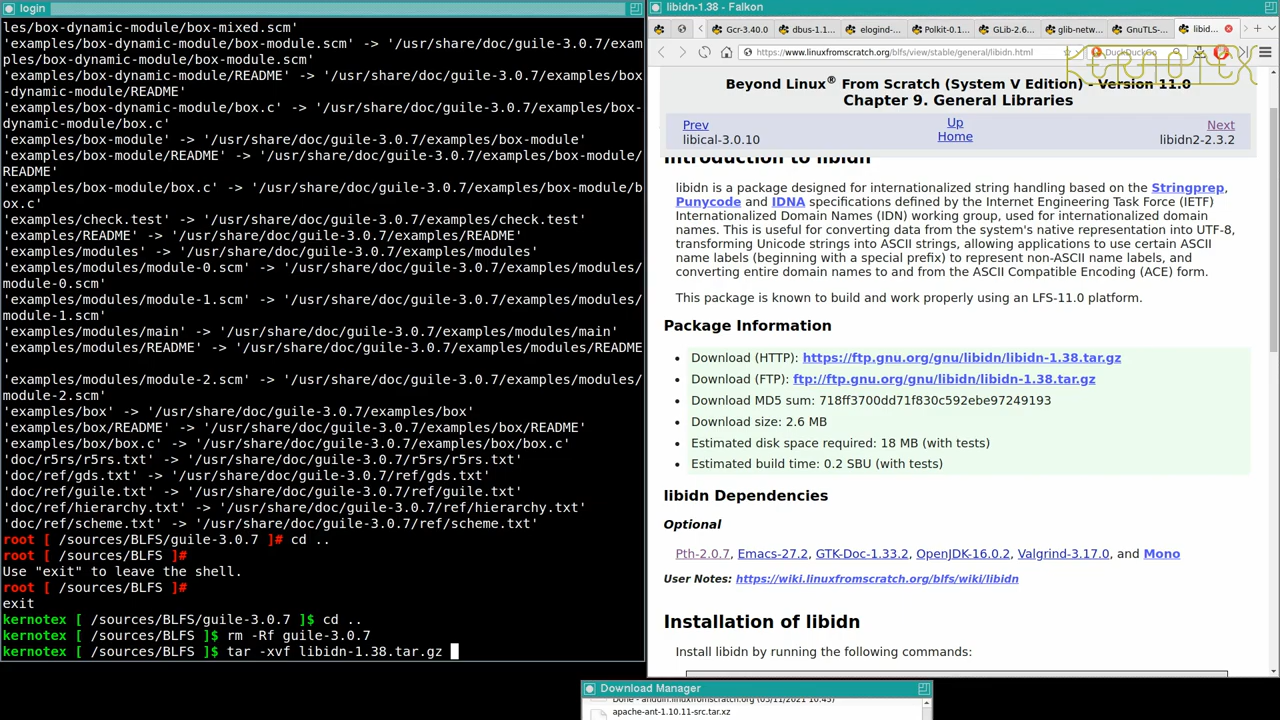 login
les/box-dynamic-module/box-mixed.scm'
'examples/box-dynamic-module/box-module.scm' -> '/usr/share/doc/guile-3.0.7/exam
ples/box-dynamic-module/box-module.scm'
'examples/box-dynamic-module/README' -> '/usr/share/doc/guile-3.0.7/examples/box
-dynamic-module/README'
'examples/box-dynamic-module/box.c' -> '/usr/share/doc/guile-3.0.7/examples/box-
dynamic-module/box.c'
'examples/box-module' -> '/usr/share/doc/guile-3.0.7/examples/box-module'
'examples/box-module/README' -> '/usr/share/doc/guile-3.0.7/examples/box-module/
README'
'examples/box-module/box.c' -> '/usr/share/doc/guile-3.0.7/examples/box-module/b
ox.c'
'examples/check.test' -> '/usr/share/doc/guile-3.0.7/examples/check.test'
'examples/README' -> '/usr/share/doc/guile-3.0.7/examples/README'
'examples/modules' -> '/usr/share/doc/guile-3.0.7/examples/modules'
'examples/modules/module-0.scm' -> '/usr/share/doc/guile-3.0.7/examples/modules/
module-0.scm'
'examples/modules/module-1.scm' -> '/usr/share/doc/guile-3.0.7/examples/modules/
module-1.scm'
'examples/modules/main' -> '/usr/share/doc/guile-3.0.7/examples/modules/main'
'examples/modules/README' -> '/usr/share/doc/guile-3.0.7/examples/modules/README
'
'examples/modules/module-2.scm' -> '/usr/share/doc/guile-3.0.7/examples/modules/
module-2.scm'
'examples/box' -> '/usr/share/doc/guile-3.0.7/examples/box'
'examples/box/README' -> '/usr/share/doc/guile-3.0.7/examples/box/README'
'examples/box/box.c' -> '/usr/share/doc/guile-3.0.7/examples/box/box.c'
'doc/r5rs/r5rs.txt' -> '/usr/share/doc/guile-3.0.7/r5rs/r5rs.txt'
'doc/ref/gds.txt' -> '/usr/share/doc/guile-3.0.7/ref/gds.txt'
'doc/ref/guile.txt' -> '/usr/share/doc/guile-3.0.7/ref/guile.txt'
'doc/ref/hierarchy.txt' -> '/usr/share/doc/guile-3.0.7/ref/hierarchy.txt'
'doc/ref/scheme.txt' -> '/usr/share/doc/guile-3.0.7/ref/scheme.txt'
root [ /sources/BLFS/guile-3.0.7 ]# cd ..
root [ /sources/BLFS ]#
Use "exit" to leave the shell.
root [ /sources/BLFS ]#
exit
kernotex [ /sources/BLFS/guile-3.0.7 ]$ cd ..
kernotex [ /sources/BLFS ]$ rm -Rf guile-3.0.7
kernotex [ /sources/BLFS ]$ tar -xvf libidn-1.38.tar.gz
libidn-1.38 - Falkon
Gcr-3.40.0 dbus-1.1... elogind-... Polkit-0.1... GLib-2.6... glib-netw... GnuTLS-... libidn...
https://www.linuxfromscratch.org/blfs/view/stable/general/libidn.html DuckDuckGo
KERNOTEX
Beyond Linux® From Scratch (System V Edition) - Version 11.0
Chapter 9. General Libraries
Prev Up Next
libical-3.0.10 Home libidn2-2.3.2
Introduction to libidn
libidn is a package designed for internationalized string handling based on the Stringprep,
Punycode and IDNA specifications defined by the Internet Engineering Task Force (IETF)
Internationalized Domain Names (IDN) working group, used for internationalized domain
names. This is useful for converting data from the system's native representation into UTF-8,
transforming Unicode strings into ASCII strings, allowing applications to use certain ASCII
name labels (beginning with a special prefix) to represent non-ASCII name labels, and
converting entire domain names to and from the ASCII Compatible Encoding (ACE) form.
This package is known to build and work properly using an LFS-11.0 platform.
Package Information
• Download (HTTP): https://ftp.gnu.org/gnu/libidn/libidn-1.38.tar.gz
• Download (FTP): ftp://ftp.gnu.org/gnu/libidn/libidn-1.38.tar.gz
• Download MD5 sum: 718ff3700dd71f830c592ebe97249193
• Download size: 2.6 MB
• Estimated disk space required: 18 MB (with tests)
• Estimated build time: 0.2 SBU (with tests)
libidn Dependencies
Optional
Pth-2.0.7, Emacs-27.2, GTK-Doc-1.33.2, OpenJDK-16.0.2, Valgrind-3.17.0, and Mono
User Notes: https://wiki.linuxfromscratch.org/blfs/wiki/libidn
Installation of libidn
Install libidn by running the following commands:
Download Manager
Done - anduin.linuxfromscratch.org (03/11/2021 10:45)
apache-ant-1.10.11-src.tar.xz